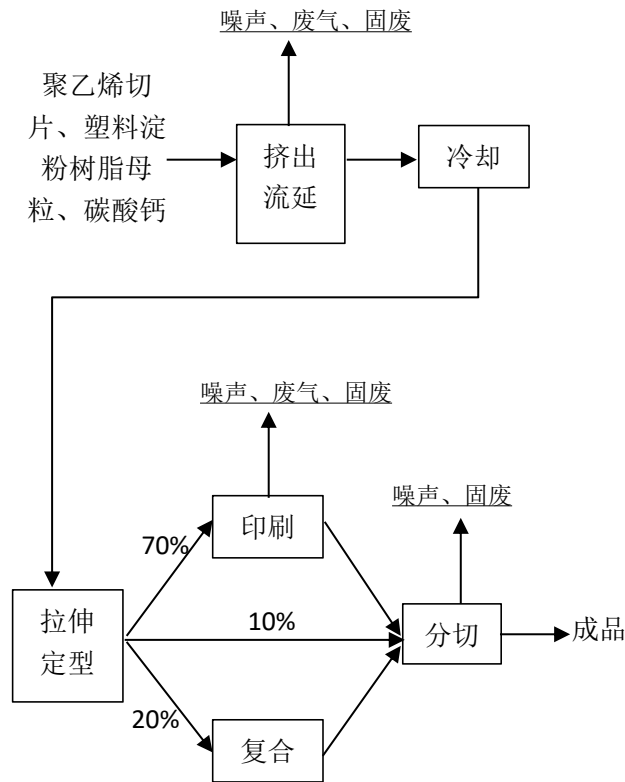 噪声、废气、固废
聚乙烯切
片、塑料淀
粉树脂母
粒、碳酸钙
挤出
流延
冷却
噪声、废气、固废
噪声、固废
印刷
70%
拉伸
定型
10%
分切
成品
20%
复合